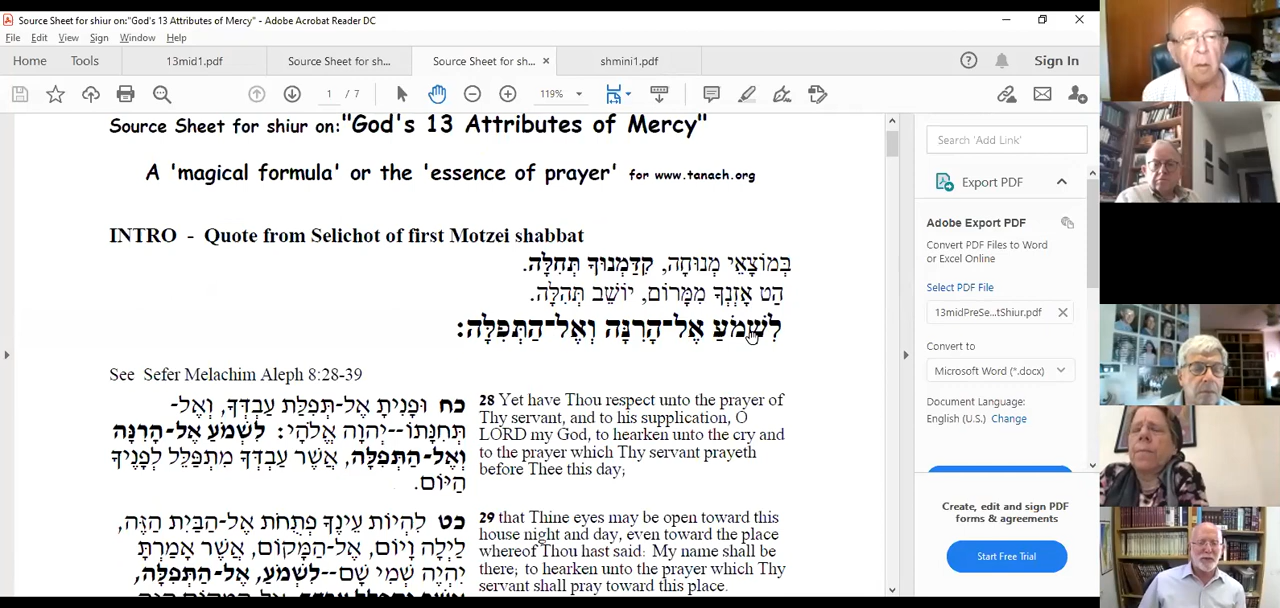 Source Sheet for shiur on:"God's 13 Attributes of Mercy" - Adobe Acrobat Reader DC
File Edit View Sign Window Help
Home Tools 13mid1.pdf Source Sheet for sh... Source Sheet for sh... × shmini1.pdf Sign In
1 / 7 119%
Source Sheet for shiur on:"God's 13 Attributes of Mercy"
A 'magical formula' or the 'essence of prayer' for www.tanach.org
INTRO - Quote from Selichot of first Motzei shabbat
בְּמוֹצָאֵי מְנוּחָה, קִדַּמְנוּךָ תְּחִלָּה.
הַט אָזְנְךָ מִמָּרוֹם, יוֹשֵׁב תְּהִלָּה.
לִשְׁמֹעַ אֶל־הָרִנָּה וְאֶל־הַתְּפִלָּה:
See Sefer Melachim Aleph 8:28-39
כח וּפָנִיתָ אֶל-תְּפִלַּת עַבְדְּךָ, וְאֶל-
תְּחִנָּתוֹ--יְהוָה אֱלֹהָי: לִשְׁמֹעַ אֶל-הָרִנָּה
וְאֶל-הַתְּפִלָּה, אֲשֶׁר עַבְדְּךָ מִתְפַּלֵּל לְפָנֶיךָ
הַיּוֹם.
28 Yet have Thou respect unto the prayer of
Thy servant, and to his supplication, O
LORD my God, to hearken unto the cry and
to the prayer which Thy servant prayeth
before Thee this day;
כט לִהְיוֹת עֵינֶךָ פְתֻחֹת אֶל-הַבַּיִת הַזֶּה,
לַיְלָה וָיוֹם, אֶל-הַמָּקוֹם, אֲשֶׁר אָמַרְתָּ
יִהְיֶה שְׁמִי שָׁם--לִשְׁמֹעַ, אֶל-הַתְּפִלָּה,
29 that Thine eyes may be open toward this
house night and day, even toward the place
whereof Thou hast said: My name shall be
there; to hearken unto the prayer which Thy
servant shall pray toward this place.
Search 'Add Link'
Export PDF
Adobe Export PDF
Convert PDF Files to Word
or Excel Online
Select PDF File
13midPreSe...tShiur.pdf ×
Convert to
Microsoft Word (*.docx)
Document Language:
English (U.S.) Change
Create, edit and sign PDF
forms & agreements
Start Free Trial